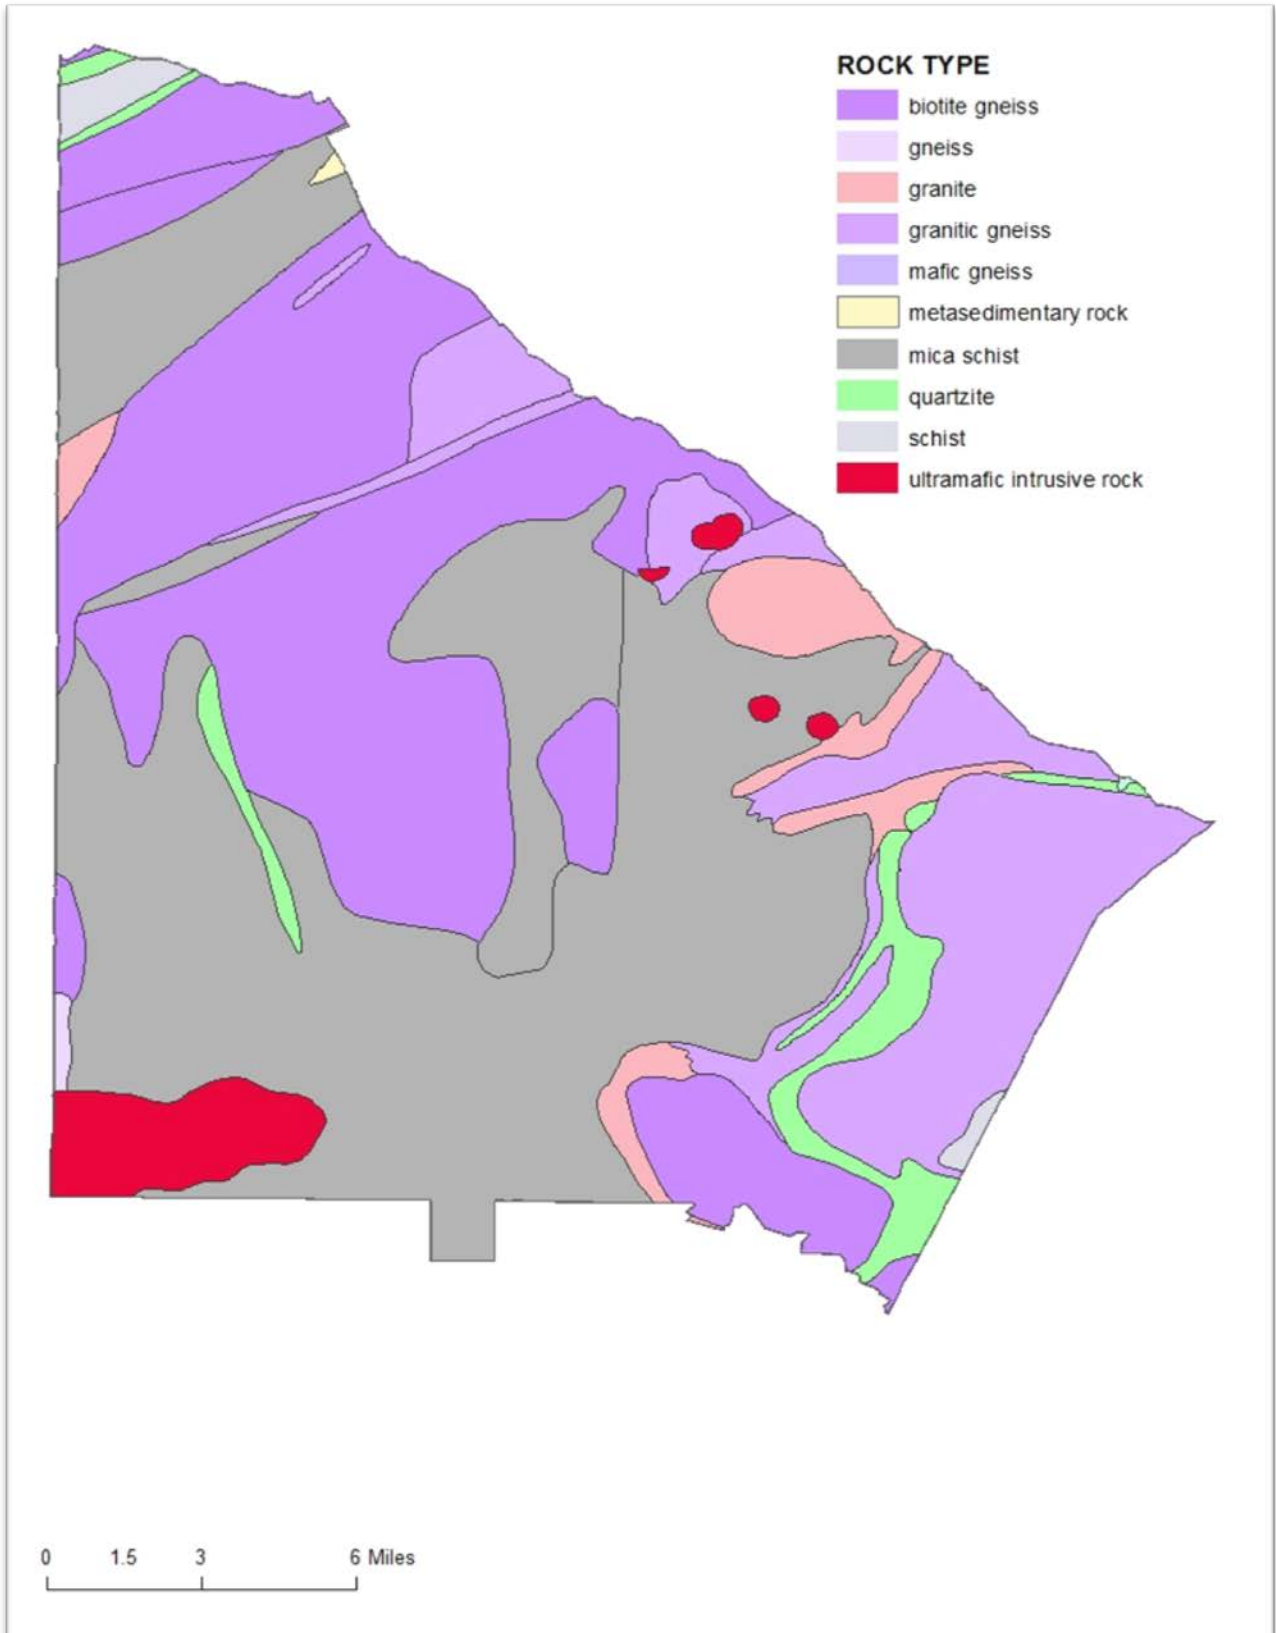 ROCK TYPE
biotite gneiss
gneiss
granite
granitic gneiss
mafic gneiss
metasedimentary rock
mica schist
quartzite
schist
ultramafic intrusive rock
0 1.5 3 6 Miles